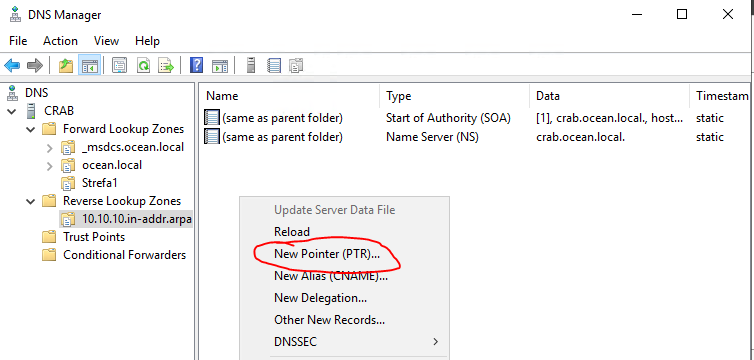 DNS Manager
File Action View Help
DNS
CRAB
Forward Lookup Zones
_msdcs.ocean.local
ocean.local
Strefa1
Reverse Lookup Zones
10.10.10.in-addr.arpa
Trust Points
Conditional Forwarders
Name Type Data Timestam
(same as parent folder) Start of Authority (SOA) [1], crab.ocean.local., host... static
(same as parent folder) Name Server (NS) crab.ocean.local. static
Update Server Data File
Reload
New Pointer (PTR)...
New Alias (CNAME)...
New Delegation...
Other New Records...
DNSSEC